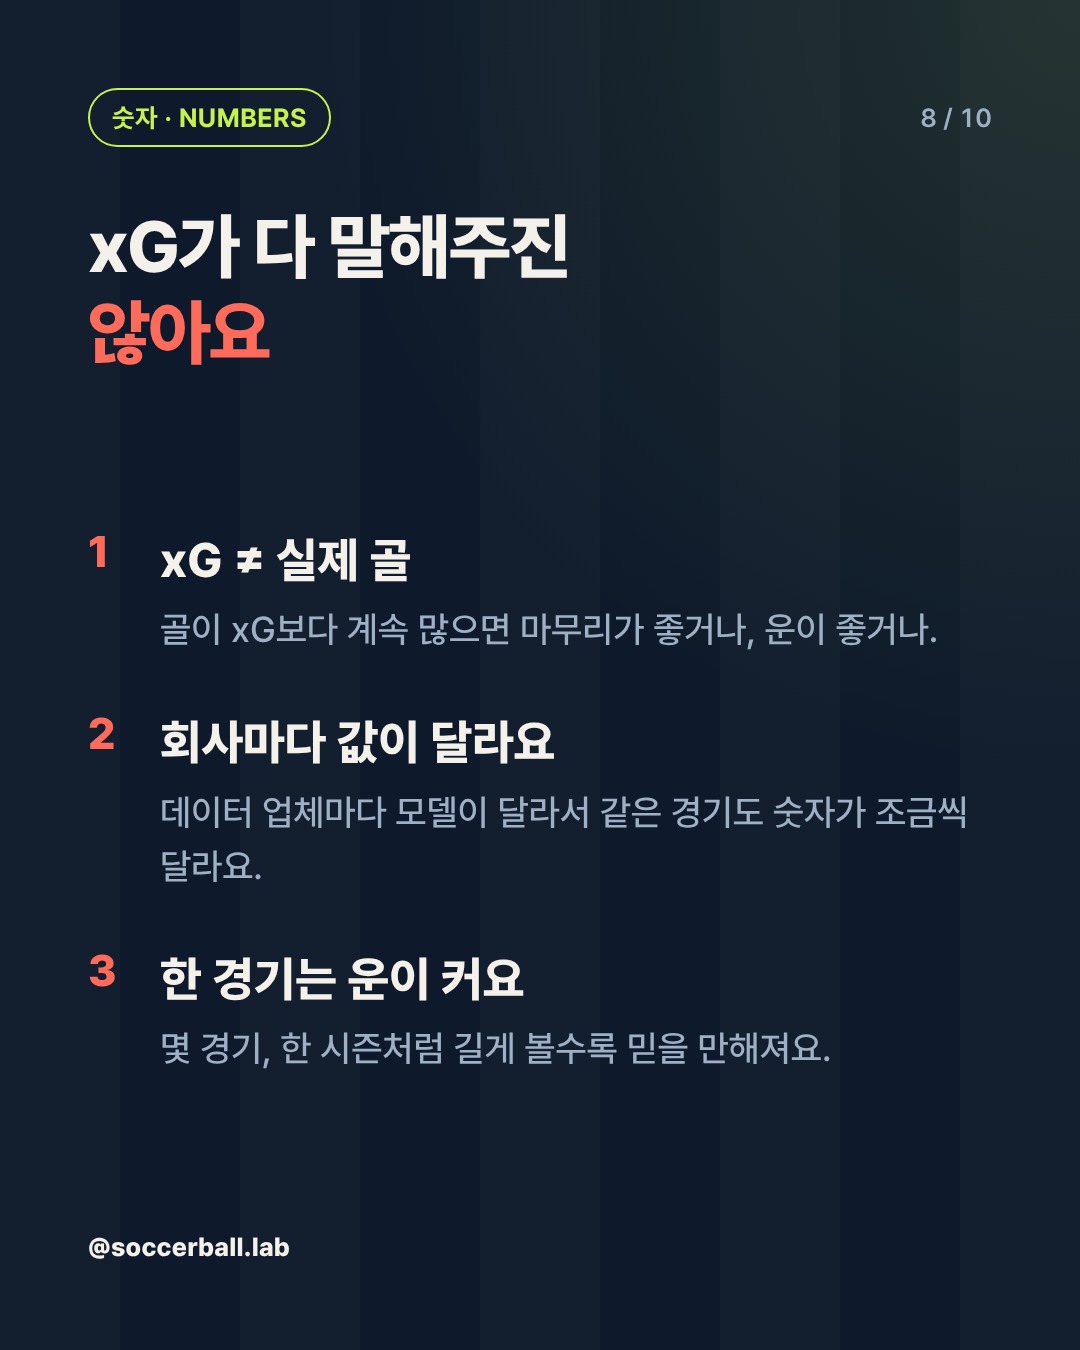 숫자 · NUMBERS
8 / 10
xG가 다 말해주진
않아요
1
xG ≠ 실제 골
골이 xG보다 계속 많으면 마무리가 좋거나, 운이 좋거나.
2
회사마다 값이 달라요
데이터 업체마다 모델이 달라서 같은 경기도 숫자가 조금씩
달라요.
3
한 경기는 운이 커요
몇 경기, 한 시즌처럼 길게 볼수록 믿을 만해져요.
@soccerball.lab